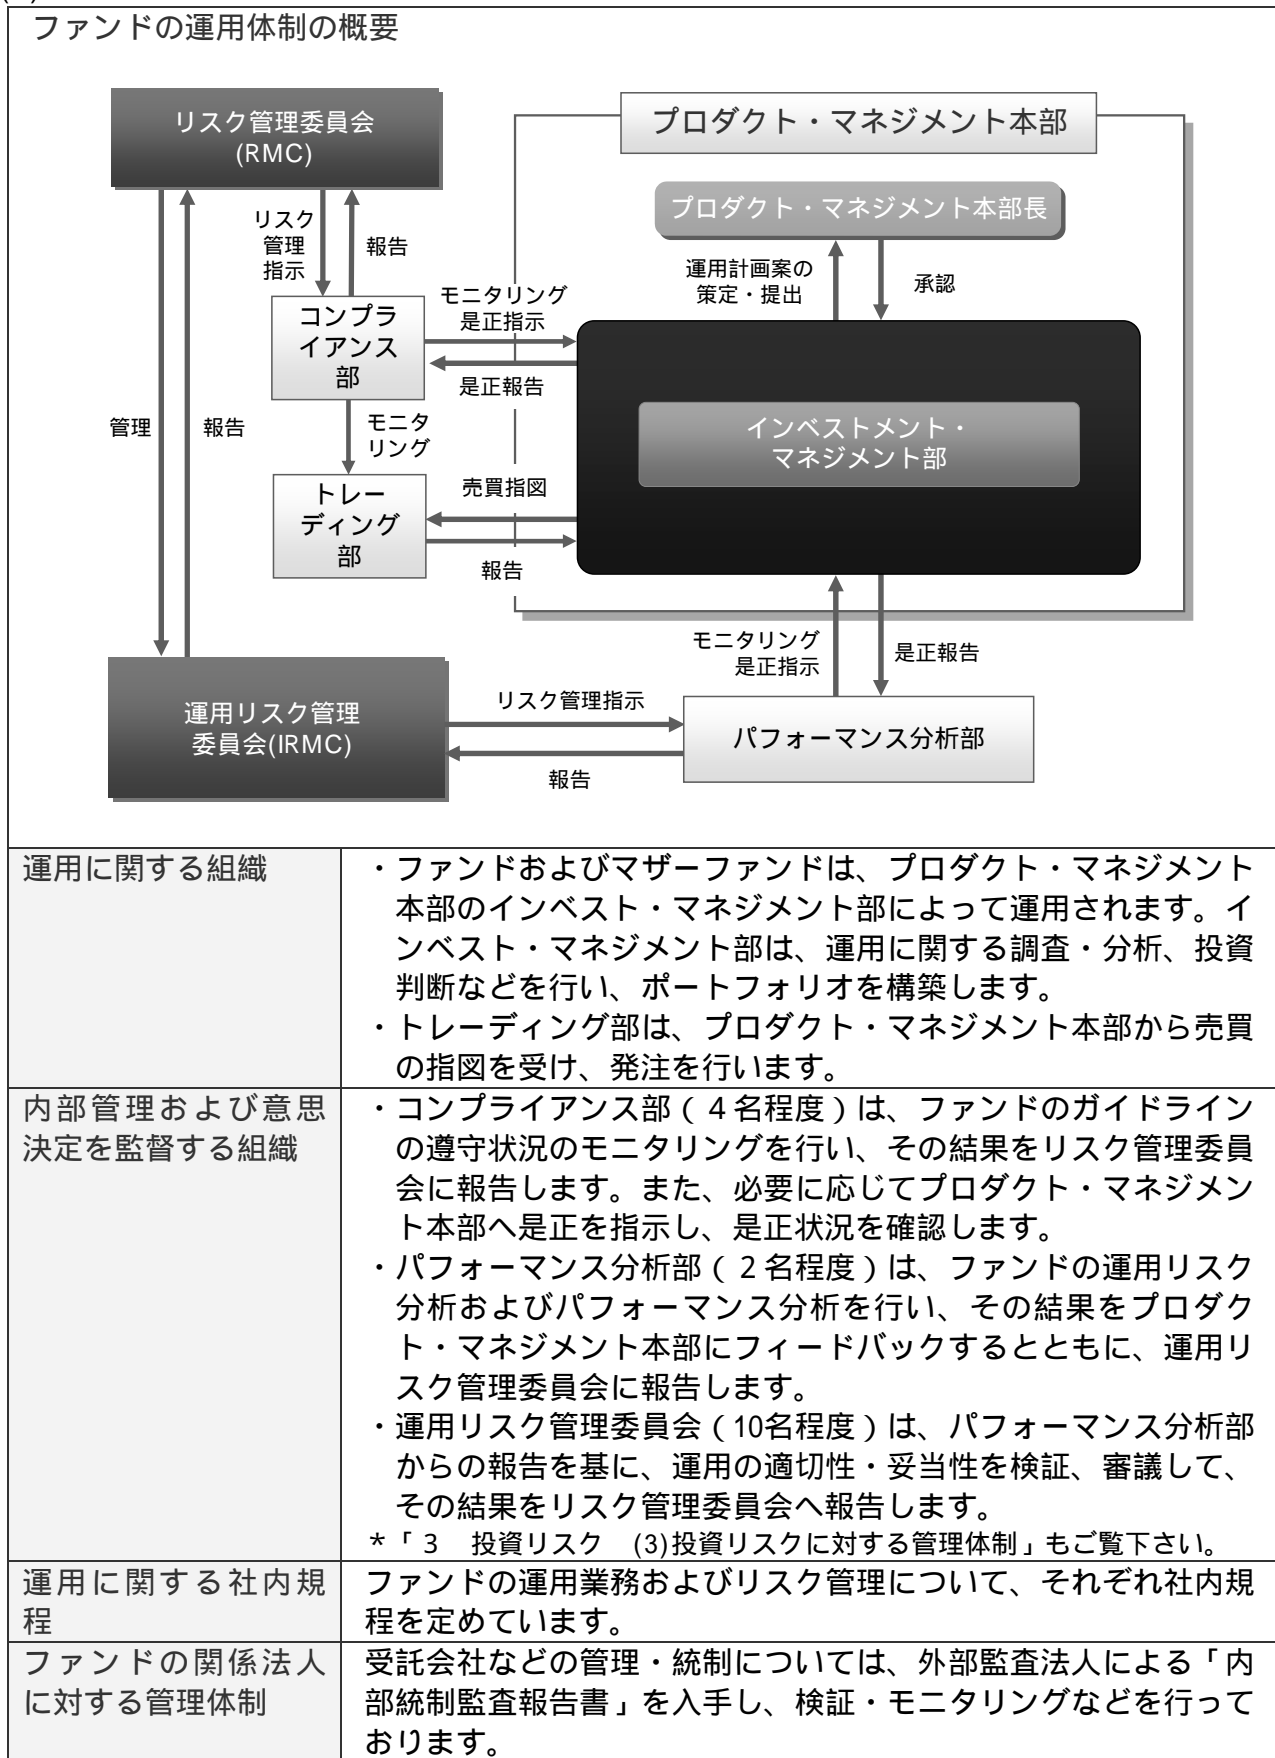 ファンドの運用体制の概要
リスク管理委員会
(RMC)
プロダクト・マネジメント本部
プロダクト・マネジメント本部長
リスク
管理
指示
報告
運用計画案の
策定・提出
承認
コンプラ
イアンス
部
モニタリング
是正指示
是正報告
管理
報告
モニタ
リング
インベストメント・
マネジメント部
トレー
ディング
部
売買指図
報告
モニタリング
是正指示
是正報告
運用リスク管理
委員会(IRMC)
リスク管理指示
報告
パフォーマンス分析部
運用に関する組織
・ファンドおよびマザーファンドは、プロダクト・マネジメント
本部のインベスト・マネジメント部によって運用されます。イ
ンベスト・マネジメント部は、運用に関する調査・分析、投資
判断などを行い、ポートフォリオを構築します。
・トレーディング部は、プロダクト・マネジメント本部から売買
の指図を受け、発注を行います。
内部管理および意思
決定を監督する組織
・コンプライアンス部(4名程度)は、ファンドのガイドライン
の遵守状況のモニタリングを行い、その結果をリスク管理委員
会に報告します。また、必要に応じてプロダクト・マネジメン
ト本部へ是正を指示し、是正状況を確認します。
・パフォーマンス分析部(2名程度)は、ファンドの運用リスク
分析およびパフォーマンス分析を行い、その結果をプロダク
ト・マネジメント本部にフィードバックするとともに、運用リ
スク管理委員会に報告します。
・運用リスク管理委員会(10名程度)は、パフォーマンス分析部
からの報告を基に、運用の適切性・妥当性を検証、審議して、
その結果をリスク管理委員会へ報告します。
*「3 投資リスク (3)投資リスクに対する管理体制」もご覧下さい。
運用に関する社内規
程
ファンドの運用業務およびリスク管理について、それぞれ社内規
程を定めています。
ファンドの関係法人
に対する管理体制
受託会社などの管理・統制については、外部監査法人による「内
部統制監査報告書」を入手し、検証・モニタリングなどを行って
おります。